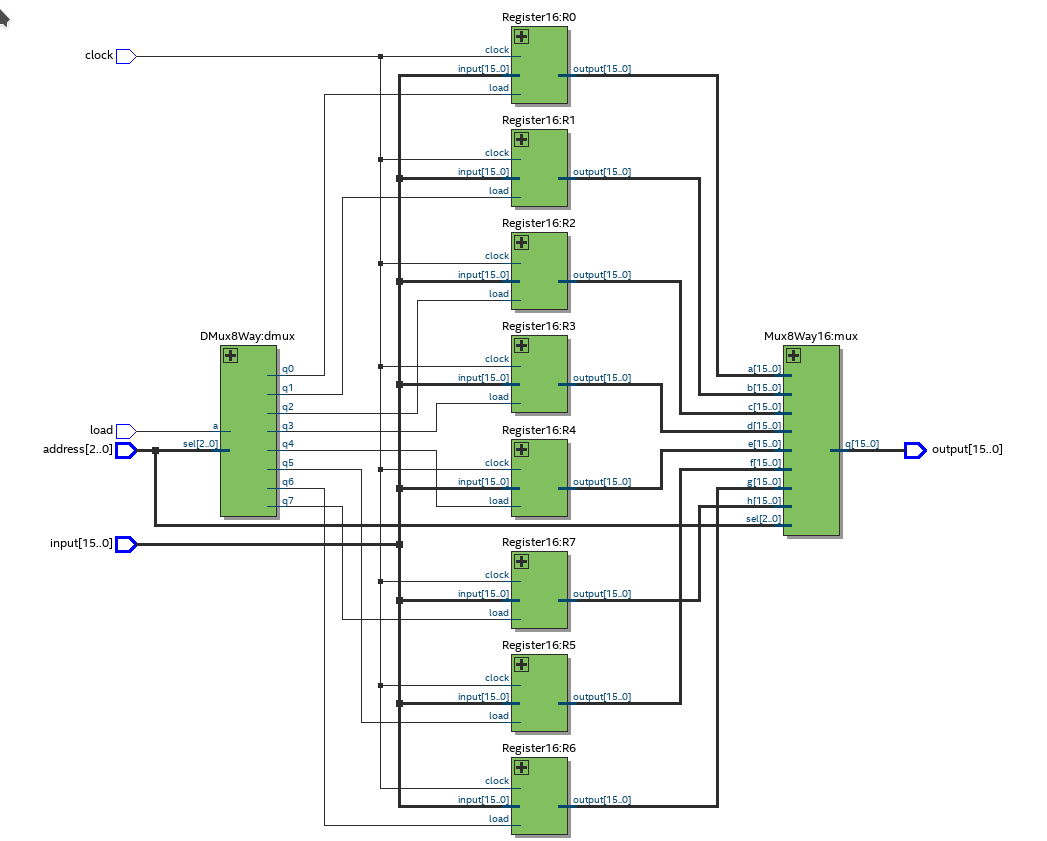 Register16:R0
clock
clock
input[15..0]
output[15..0]
load
Register16:R1
clock
input[15..0]
output[15..0]
load
Register16:R2
clock
input[15..0]
output[15..0]
load
Register16:R3
clock
input[15..0]
output[15..0]
load
DMux8Way:dmux
q0
q1
q2
q3
q4
q5
q6
q7
a
sel[2..0]
load
address[2..0]
input[15..0]
Register16:R4
clock
input[15..0]
output[15..0]
load
Mux8Way16:mux
a[15..0]
b[15..0]
c[15..0]
d[15..0]
e[15..0]
f[15..0]
g[15..0]
h[15..0]
sel[2..0]
q[15..0]
output[15..0]
Register16:R7
clock
input[15..0]
output[15..0]
load
Register16:R5
clock
input[15..0]
output[15..0]
load
Register16:R6
clock
input[15..0]
output[15..0]
load